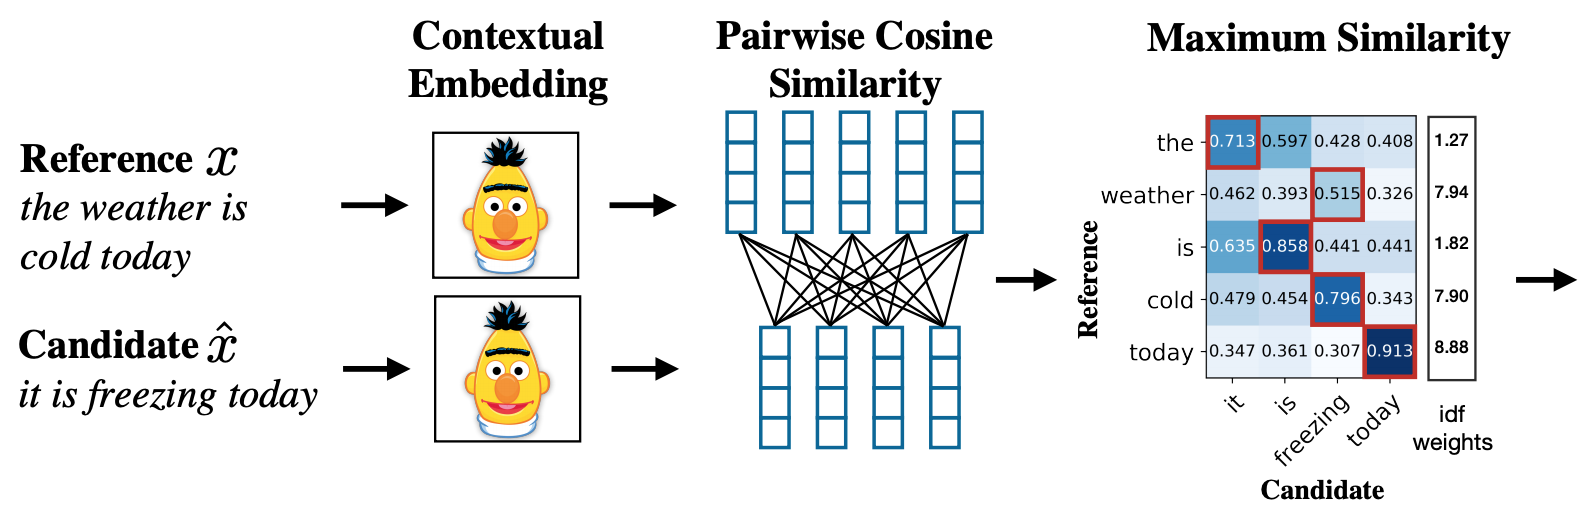 Contextual
Embedding
Pairwise Cosine
Similarity
Maximum Similarity
Reference x
the weather is
cold today
Candidate x̂
it is freezing today
Reference
the 0.713 0.597 0.428 0.408 1.27
weather 0.462 0.393 0.515 0.326 7.94
is 0.635 0.858 0.441 0.441 1.82
cold 0.479 0.454 0.796 0.343 7.90
today 0.347 0.361 0.307 0.913 8.88
it is freezing today
idf
weights
Candidate